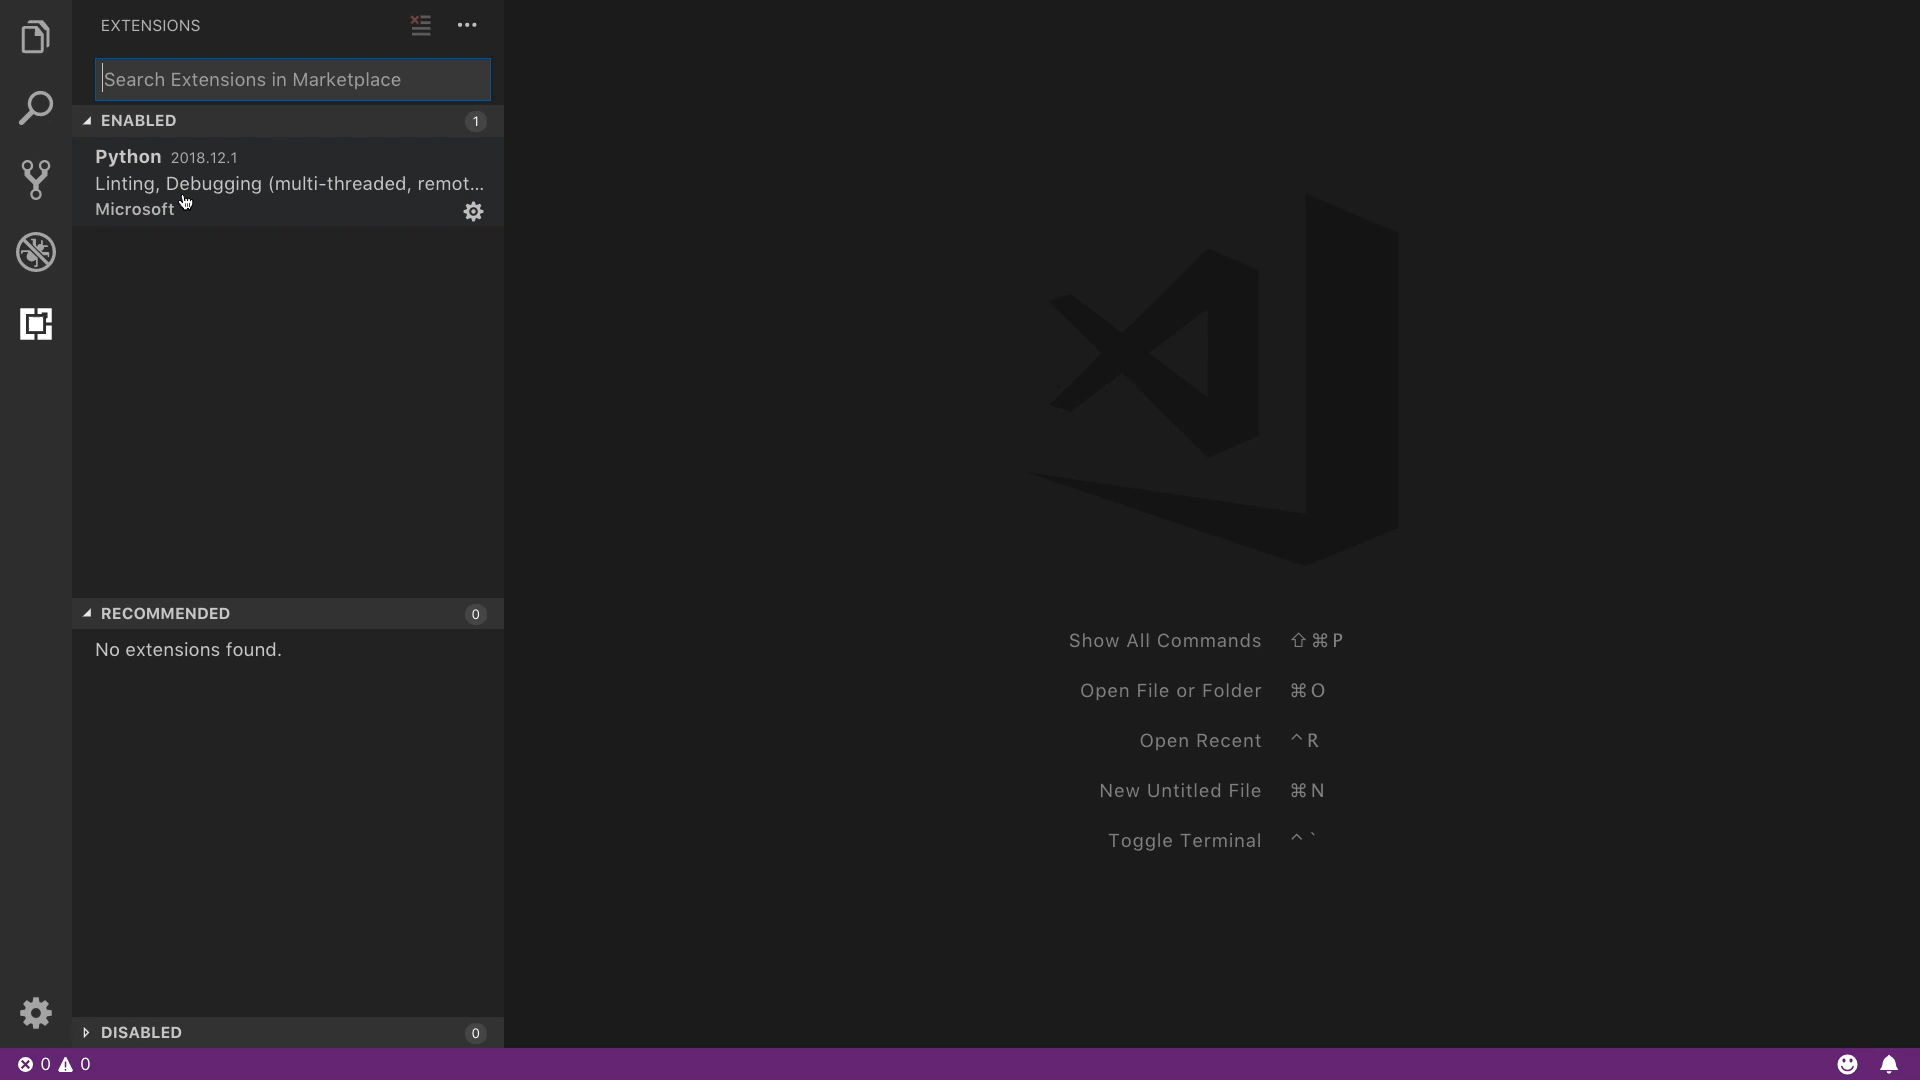 EXTENSIONS
Search Extensions in Marketplace
ENABLED 1
Python 2018.12.1
Linting, Debugging (multi-threaded, remot...
Microsoft
RECOMMENDED 0
No extensions found.
Show All Commands ⇧⌘P
Open File or Folder ⌘O
Open Recent ^R
New Untitled File ⌘N
Toggle Terminal ^`
DISABLED 0
0 0